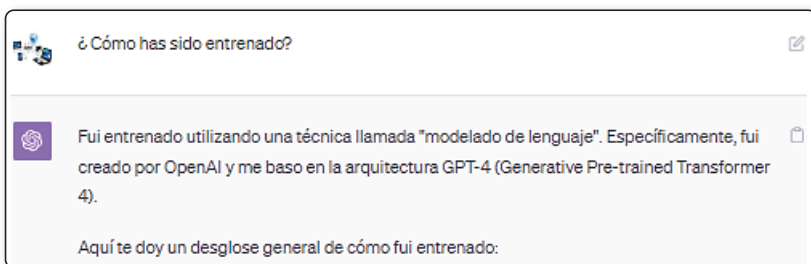 ¿ Cómo has sido entrenado?
Fui entrenado utilizando una técnica llamada "modelado de lenguaje". Específicamente, fui
creado por OpenAI y me baso en la arquitectura GPT-4 (Generative Pre-trained Transformer
4).
Aquí te doy un desglose general de cómo fui entrenado: